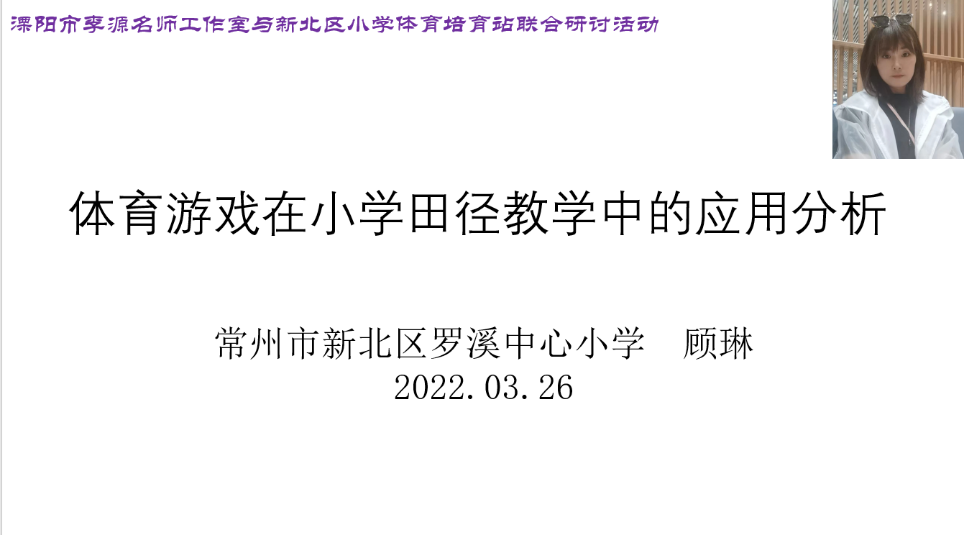 溧阳市李源名师工作室与新北区小学体育培育站联合研讨活动
体育游戏在小学田径教学中的应用分析
常州市新北区罗溪中心小学 顾琳
2022.03.26